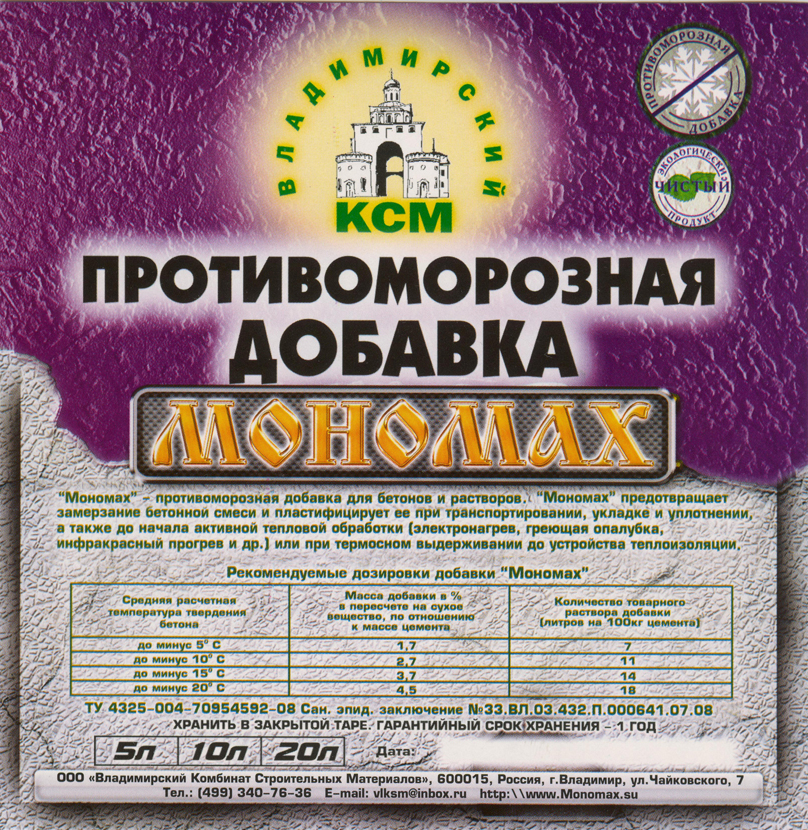 ВЛАДИМИРСКИЙ
КСМ
ПРОТИВОМОРОЗНАЯ
ДОБАВКА
ЭКОЛОГИЧЕСКИ
ЧИСТЫЙ
ПРОДУКТ
ПРОТИВОМОРОЗНАЯ
ДОБАВКА
МОНОМАХ
"Мономах" - противоморозная добавка для бетонов и растворов. "Мономах" предотвращает
замерзание бетонной смеси и пластифицирует ее при транспортировании, укладке и уплотнении,
а также до начала активной тепловой обработки (электронагрев, греющая опалубка,
инфракрасный прогрев и др.) или при термосном выдерживании до устройства теплоизоляции.
Рекомендуемые дозировки добавки "Мономах"
Средняя расчетная
температура твердения
бетона
Масса добавки в %
в пересчете на сухое
вещество, по отношению
к массе цемента
Количество товарного
раствора добавки
(литров на 100кг цемента)
до минус 5° С 1,7 7
до минус 10° С 2,7 11
до минус 15° С 3,7 14
до минус 20° С 4,5 18
ТУ 4325-004-70954592-08 Сан. эпид. заключение №33.ВЛ.03.432.П.000641.07.08
ХРАНИТЬ В ЗАКРЫТОЙ ТАРЕ. ГАРАНТИЙНЫЙ СРОК ХРАНЕНИЯ - 1 ГОД
5л 10л 20л Дата:
ООО «Владимирский Комбинат Строительных Материалов», 600015, Россия, г.Владимир, ул.Чайковского, 7
Тел.: (499) 340-76-36 E-mail: vlksm@inbox.ru http:\\www.Monomax.su